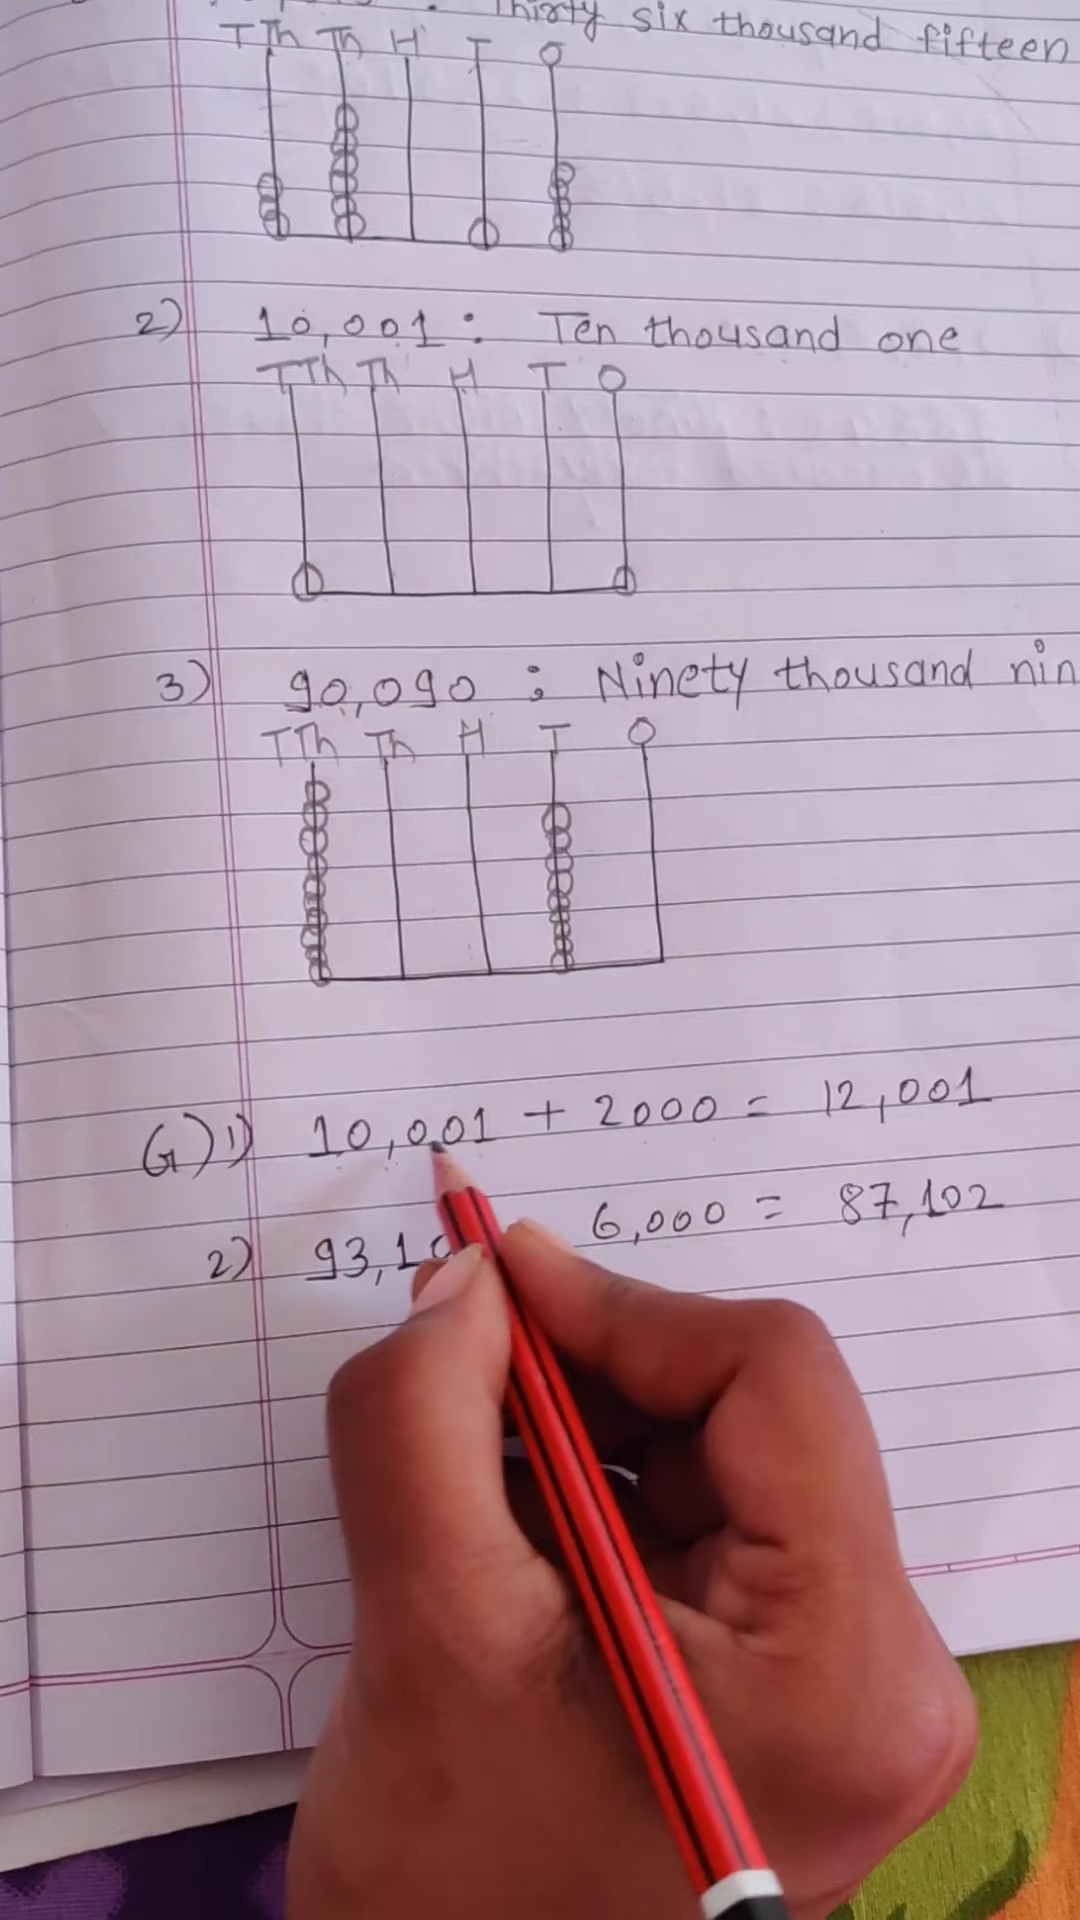 Thirty six thousand fifteen
TTh Th H T O
2) 10,001 : Ten thousand one
TTh Th H T O
3) 90,090 : Ninety thousand nin
TTh Th H T O
G) 1) 10,001 + 2000 = 12,001
2) 93,10 6,000 = 87,102